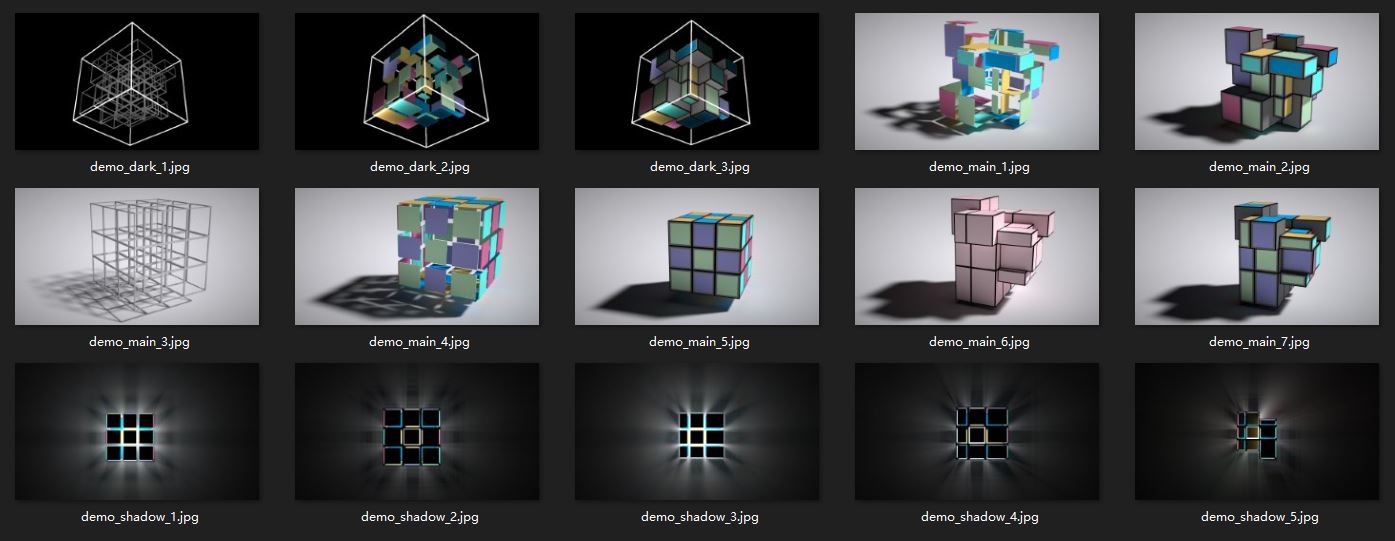 demo_dark_1.jpg
demo_dark_2.jpg
demo_dark_3.jpg
demo_main_1.jpg
demo_main_2.jpg
demo_main_3.jpg
demo_main_4.jpg
demo_main_5.jpg
demo_main_6.jpg
demo_main_7.jpg
demo_shadow_1.jpg
demo_shadow_2.jpg
demo_shadow_3.jpg
demo_shadow_4.jpg
demo_shadow_5.jpg